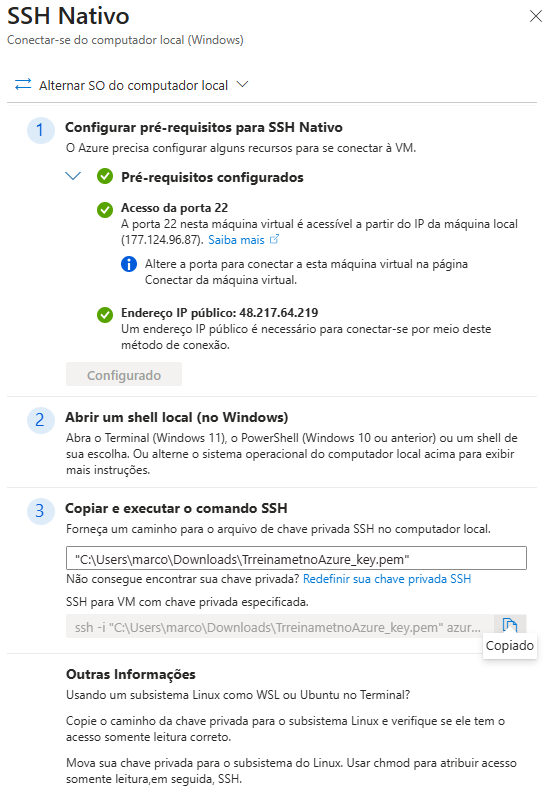 SSH Nativo
Conectar-se do computador local (Windows)
Alternar SO do computador local
1
Configurar pré-requisitos para SSH Nativo
O Azure precisa configurar alguns recursos para se conectar à VM.
Pré-requisitos configurados
Acesso da porta 22
A porta 22 nesta máquina virtual é acessível a partir do IP da máquina local
(177.124.96.87). Saiba mais
Altere a porta para conectar a esta máquina virtual na página
Conectar da máquina virtual.
Endereço IP público: 48.217.64.219
Um endereço IP público é necessário para conectar-se por meio deste
método de conexão.
Configurado
2
Abrir um shell local (no Windows)
Abra o Terminal (Windows 11), o PowerShell (Windows 10 ou anterior) ou um shell de
sua escolha. Ou alterne o sistema operacional do computador local acima para exibir
mais instruções.
3
Copiar e executar o comando SSH
Forneça um caminho para o arquivo de chave privada SSH no computador local.
"C:\Users\marco\Downloads\TrreinametnoAzure_key.pem"
Não consegue encontrar sua chave privada? Redefinir sua chave privada SSH
SSH para VM com chave privada especificada.
ssh -i "C:\Users\marco\Downloads\TrreinametnoAzure_key.pem" azur...
Copiado
Outras Informações
Usando um subsistema Linux como WSL ou Ubuntu no Terminal?
Copie o caminho da chave privada para o subsistema Linux e verifique se ele tem o
acesso somente leitura correto.
Mova sua chave privada para o subsistema do Linux. Usar chmod para atribuir acesso
somente leitura,em seguida, SSH.